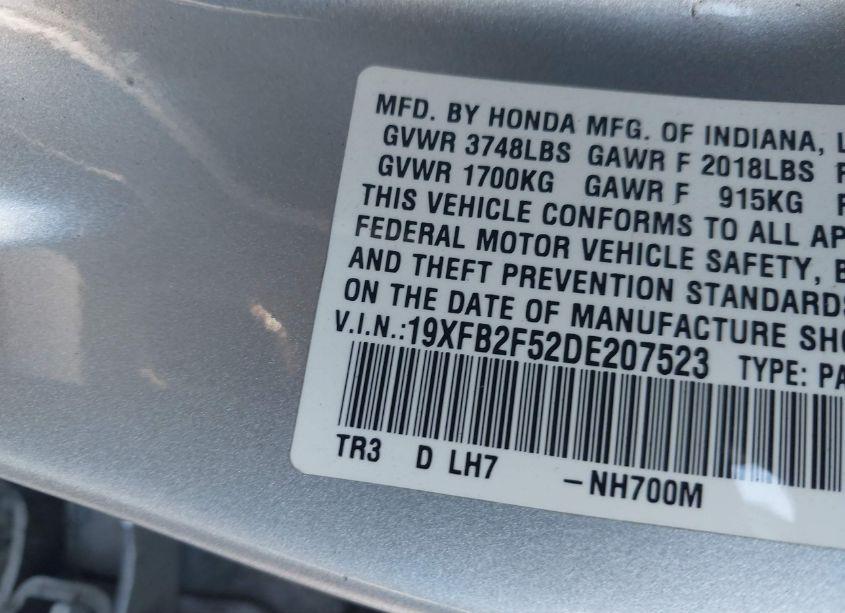 MFD. BY HONDA MFG. OF INDIANA, L
GVWR 3748LBS GAWR F 2018LBS
GVWR 1700KG GAWR F 915KG
THIS VEHICLE CONFORMS TO ALL AP
FEDERAL MOTOR VEHICLE SAFETY, B
AND THEFT PREVENTION STANDARDS
ON THE DATE OF MANUFACTURE SHO
V.I.N.:19XFB2F52DE207523 TYPE: PA
TR3 D LH7 -NH700M